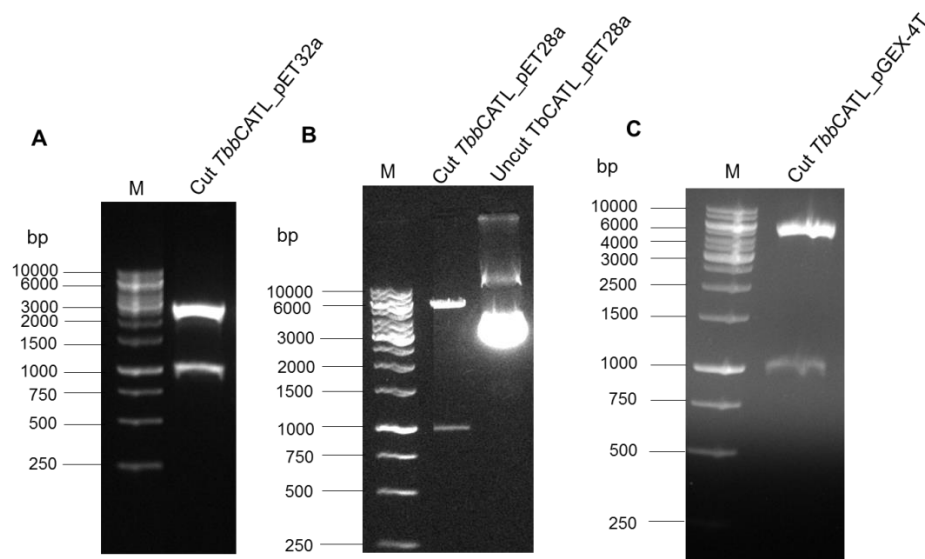 A
Cut TbbCATL_pET32a
M
bp
10000
6000
3000
2000
1500
1000
750
500
250
B
Cut TbbCATL_pET28a
Uncut TbCATL_pET28a
M
bp
10000
6000
3000
2000
1500
1000
750
500
250
C
Cut TbbCATL_pGEX-4T
bp
M
10000
6000
4000
3000
2500
1500
1000
750
500
250